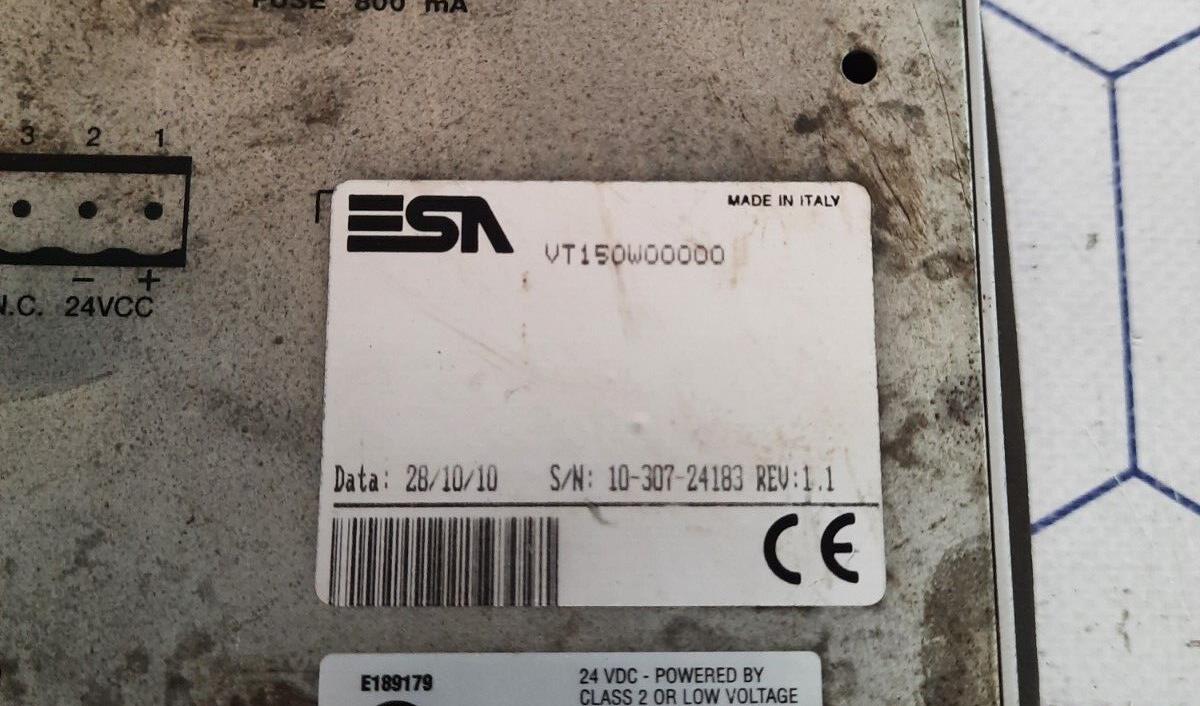 FUSE 800 mA
3 2 1
− +
N.C. 24VCC
ESA
MADE IN ITALY
VT150W00000
Data: 28/10/10 S/N: 10-307-24183 REV:1.1
CE
E189179
24 VDC - POWERED BY
CLASS 2 OR LOW VOLTAGE